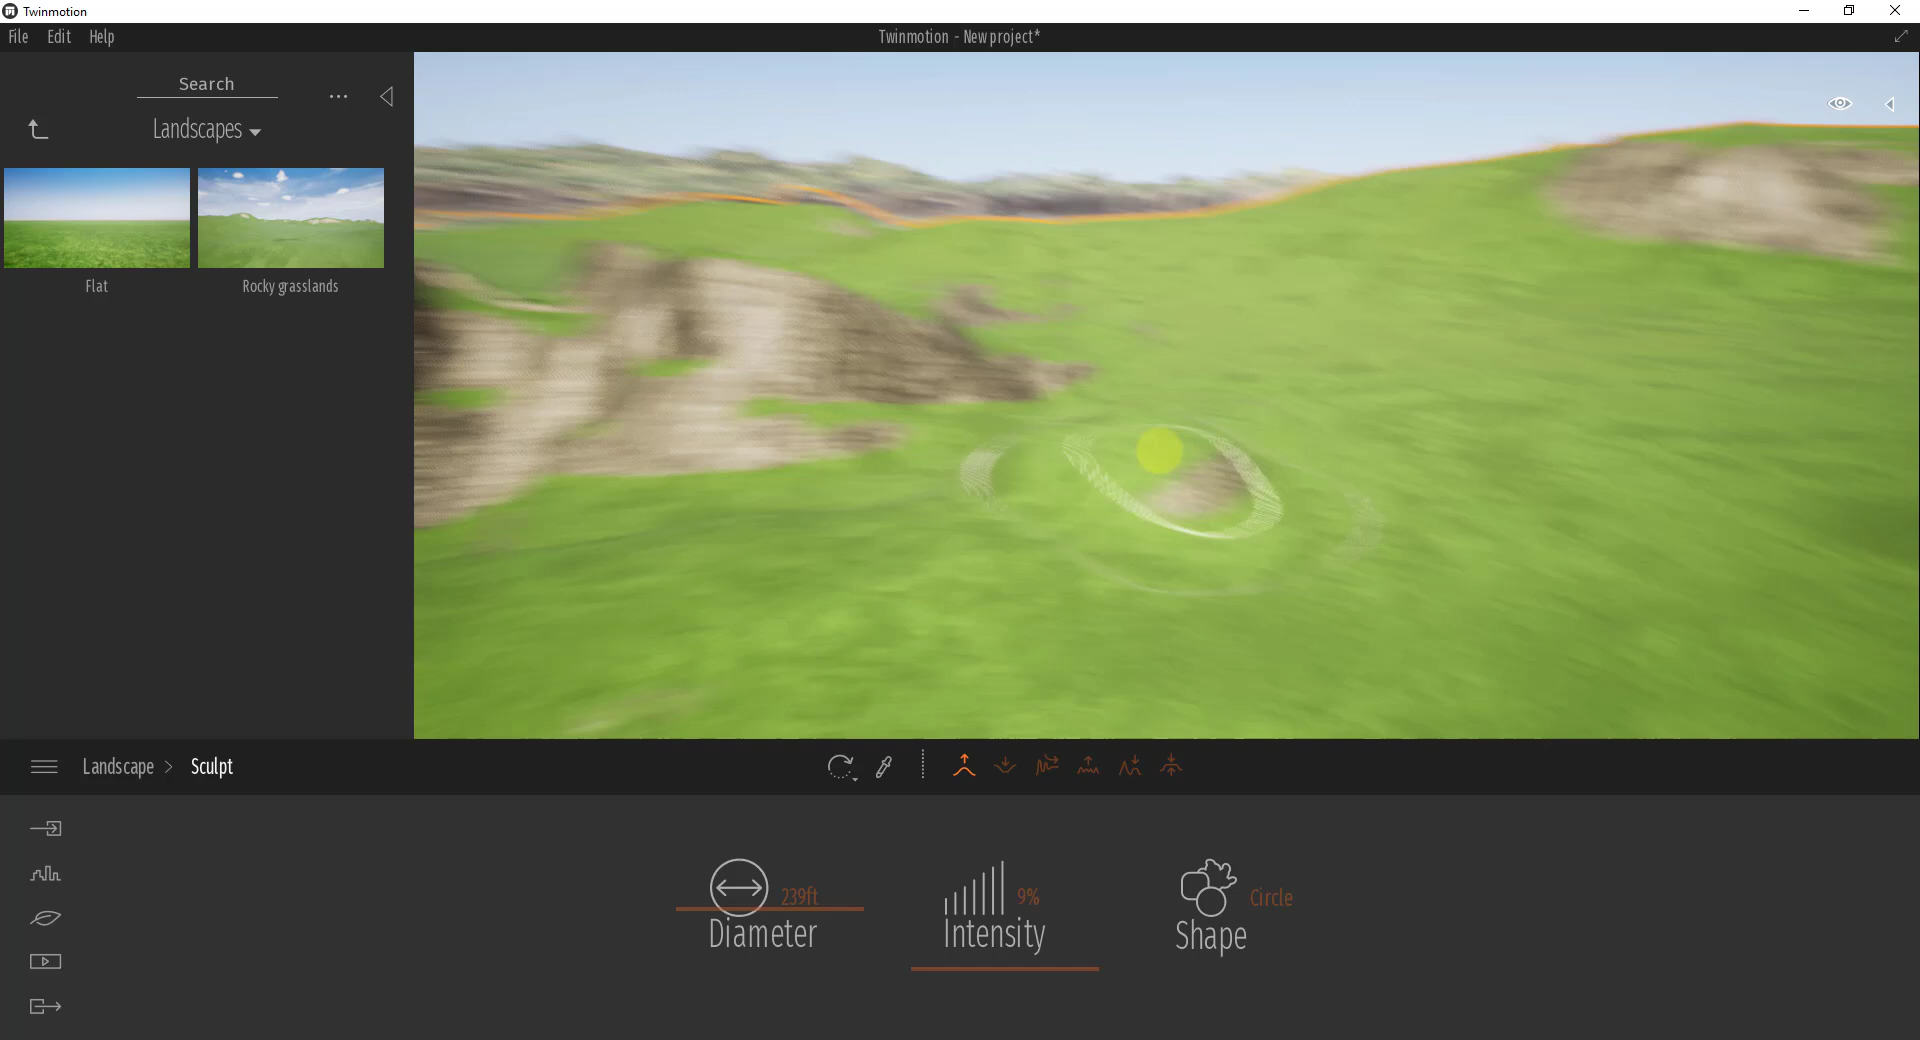 Twinmotion
File Edit Help
Twinmotion - New project*
Search
Landscapes
Flat
Rocky grasslands
Landscape > Sculpt
239ft
Diameter
9%
Intensity
Circle
Shape